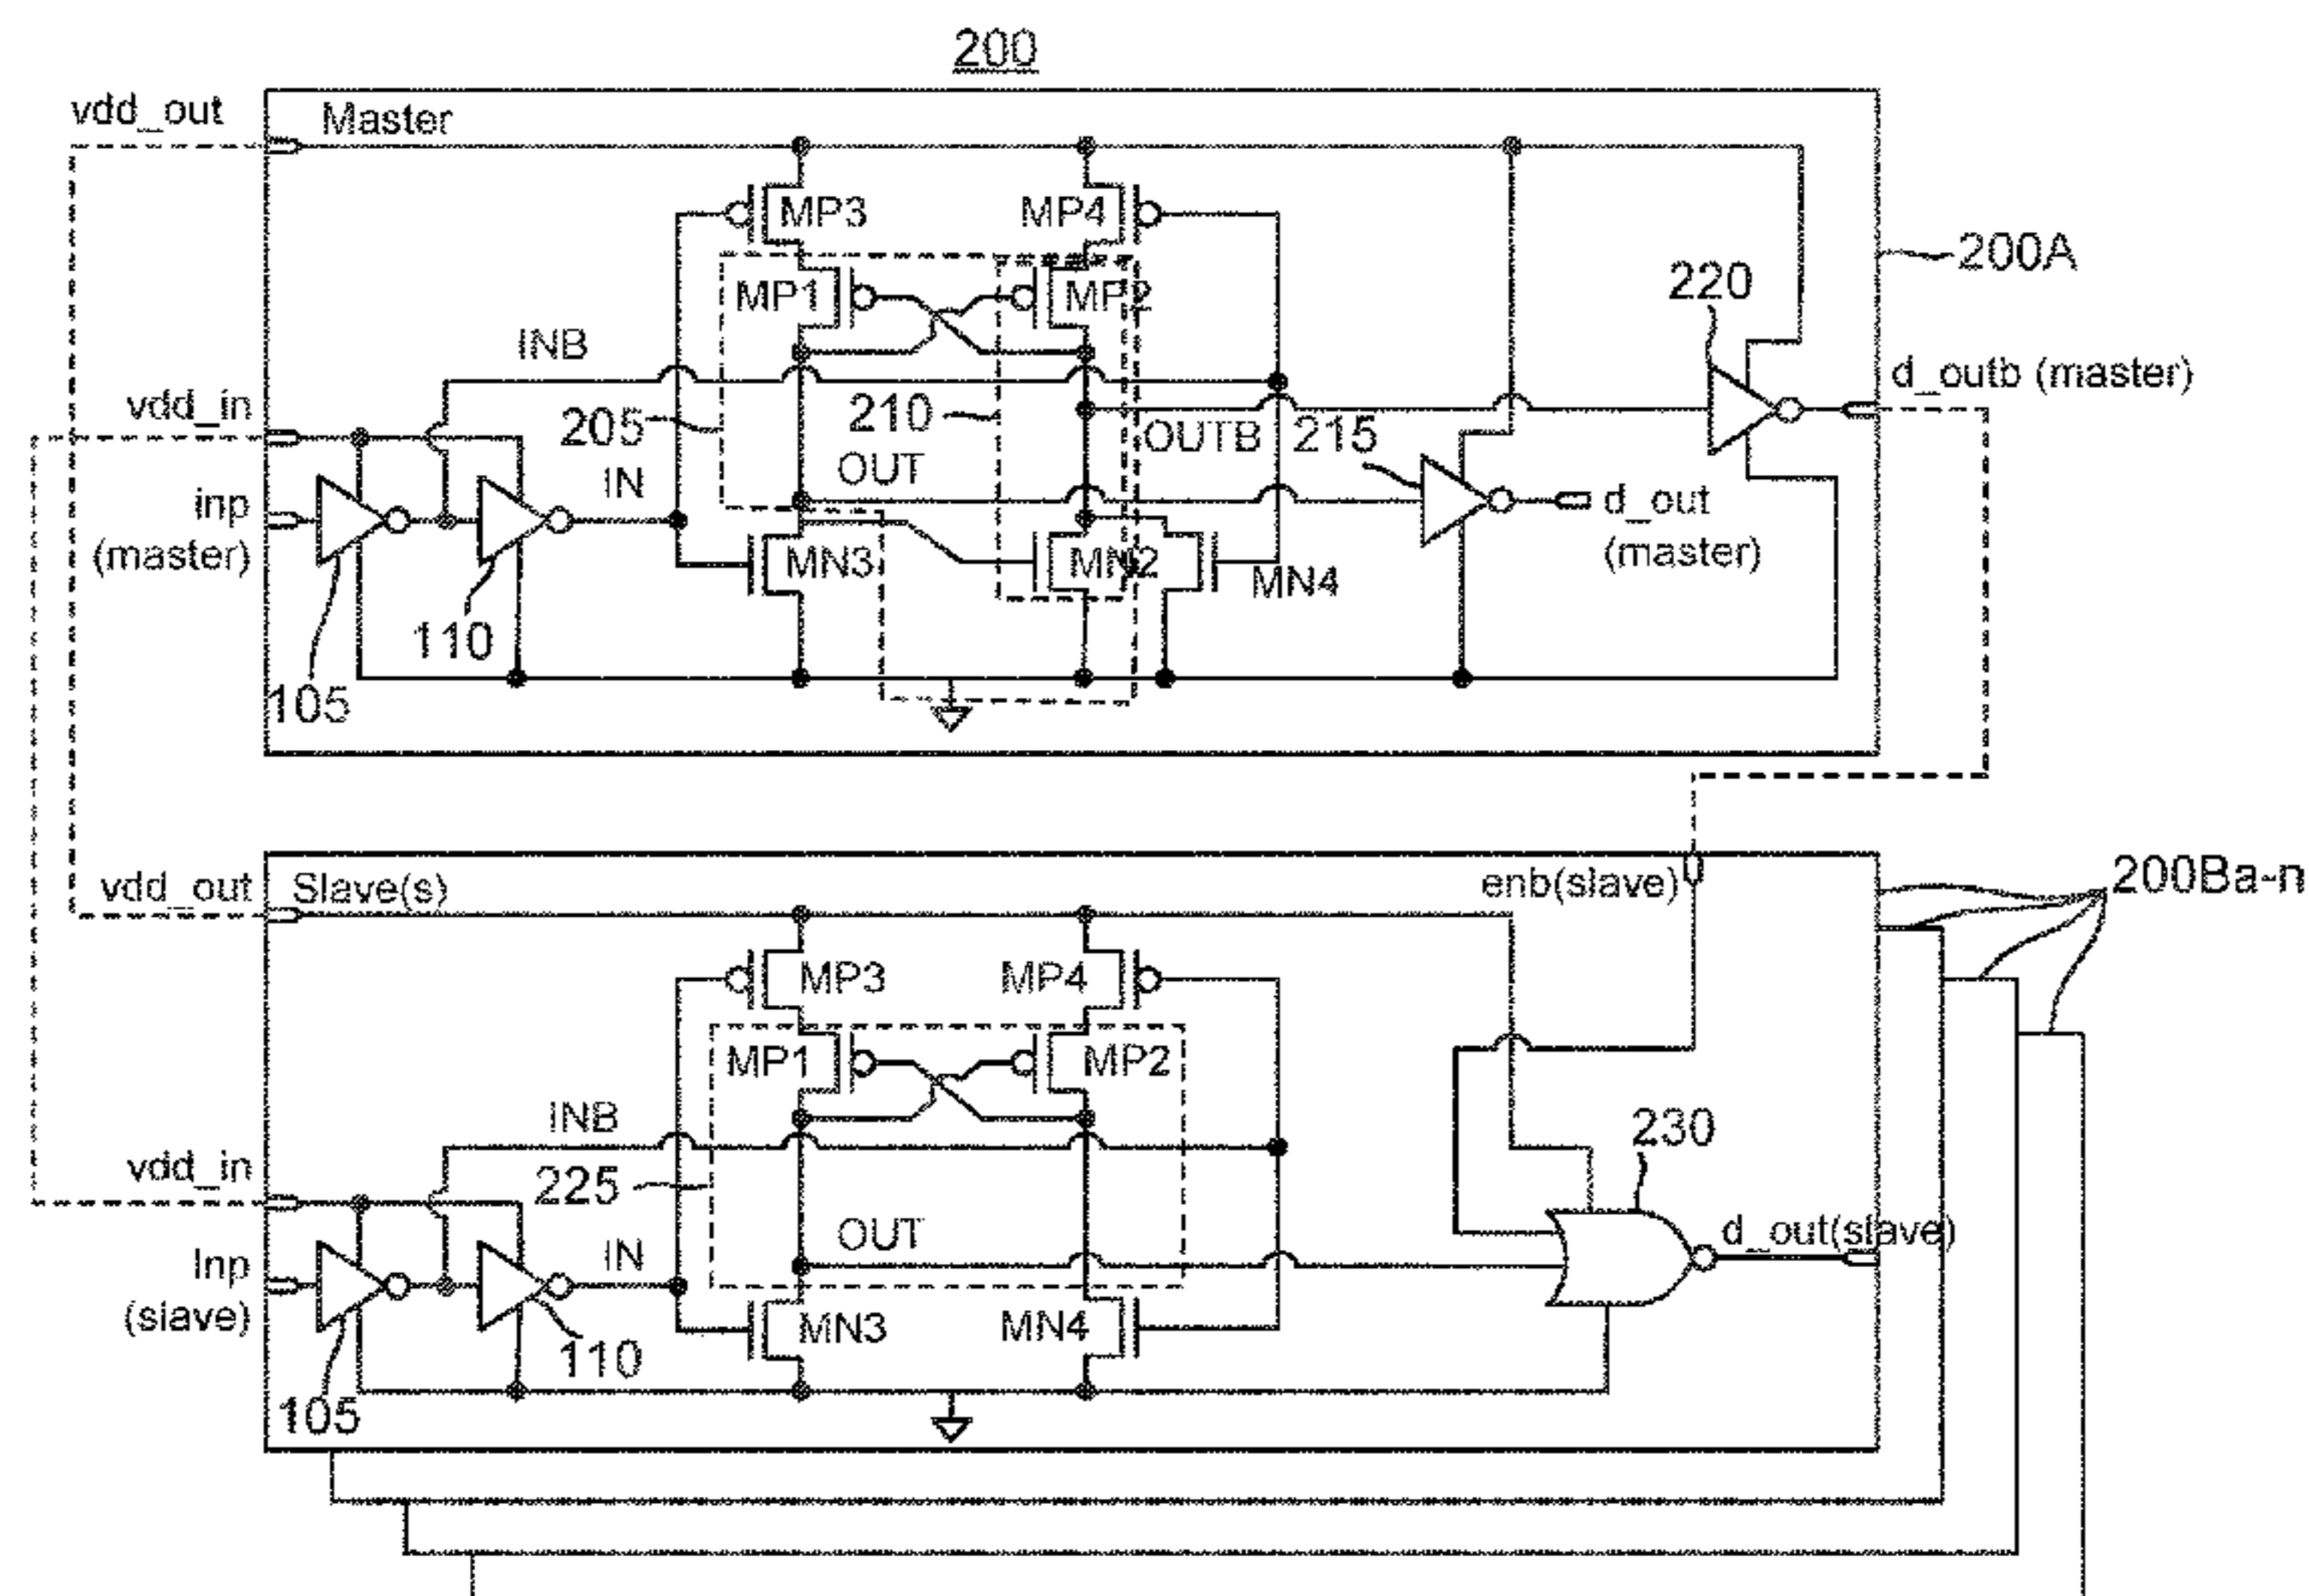 200
vdd_out
Master
MP3
MP4
200A
MP1
MP2
220
INB
vdd_in
205
210
d_outb (master)
OUTB
215
OUT
inp
(master)
IN
d_out
(master)
MN3
MN2
MN4
110
105
vdd_out
Slave(s)
enb(slave)
200Ba-n
MP3
MP4
MP1
MP2
INB
230
vdd_in
225
OUT
d_out(slave)
Inp
(slave)
IN
MN3
MN4
110
105